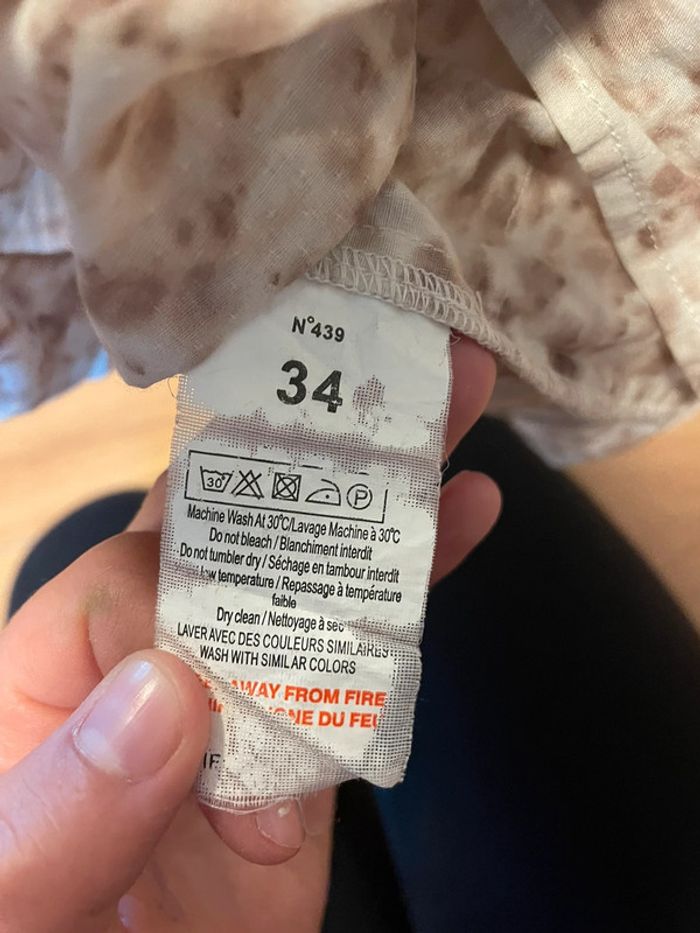 N°439
34
30°
P
Machine Wash At 30°C/Lavage Machine à 30°C
Do not bleach / Blanchiment interdit
Do not tumbler dry / Séchage en tambour interdit
temperature / Repassage à température
faible
Dry clean / Nettoyage à sec
LAVER AVEC DES COULEURS SIMILAIRES
WASH WITH SIMILAR COLORS
AWAY FROM FIRE
DU FEU